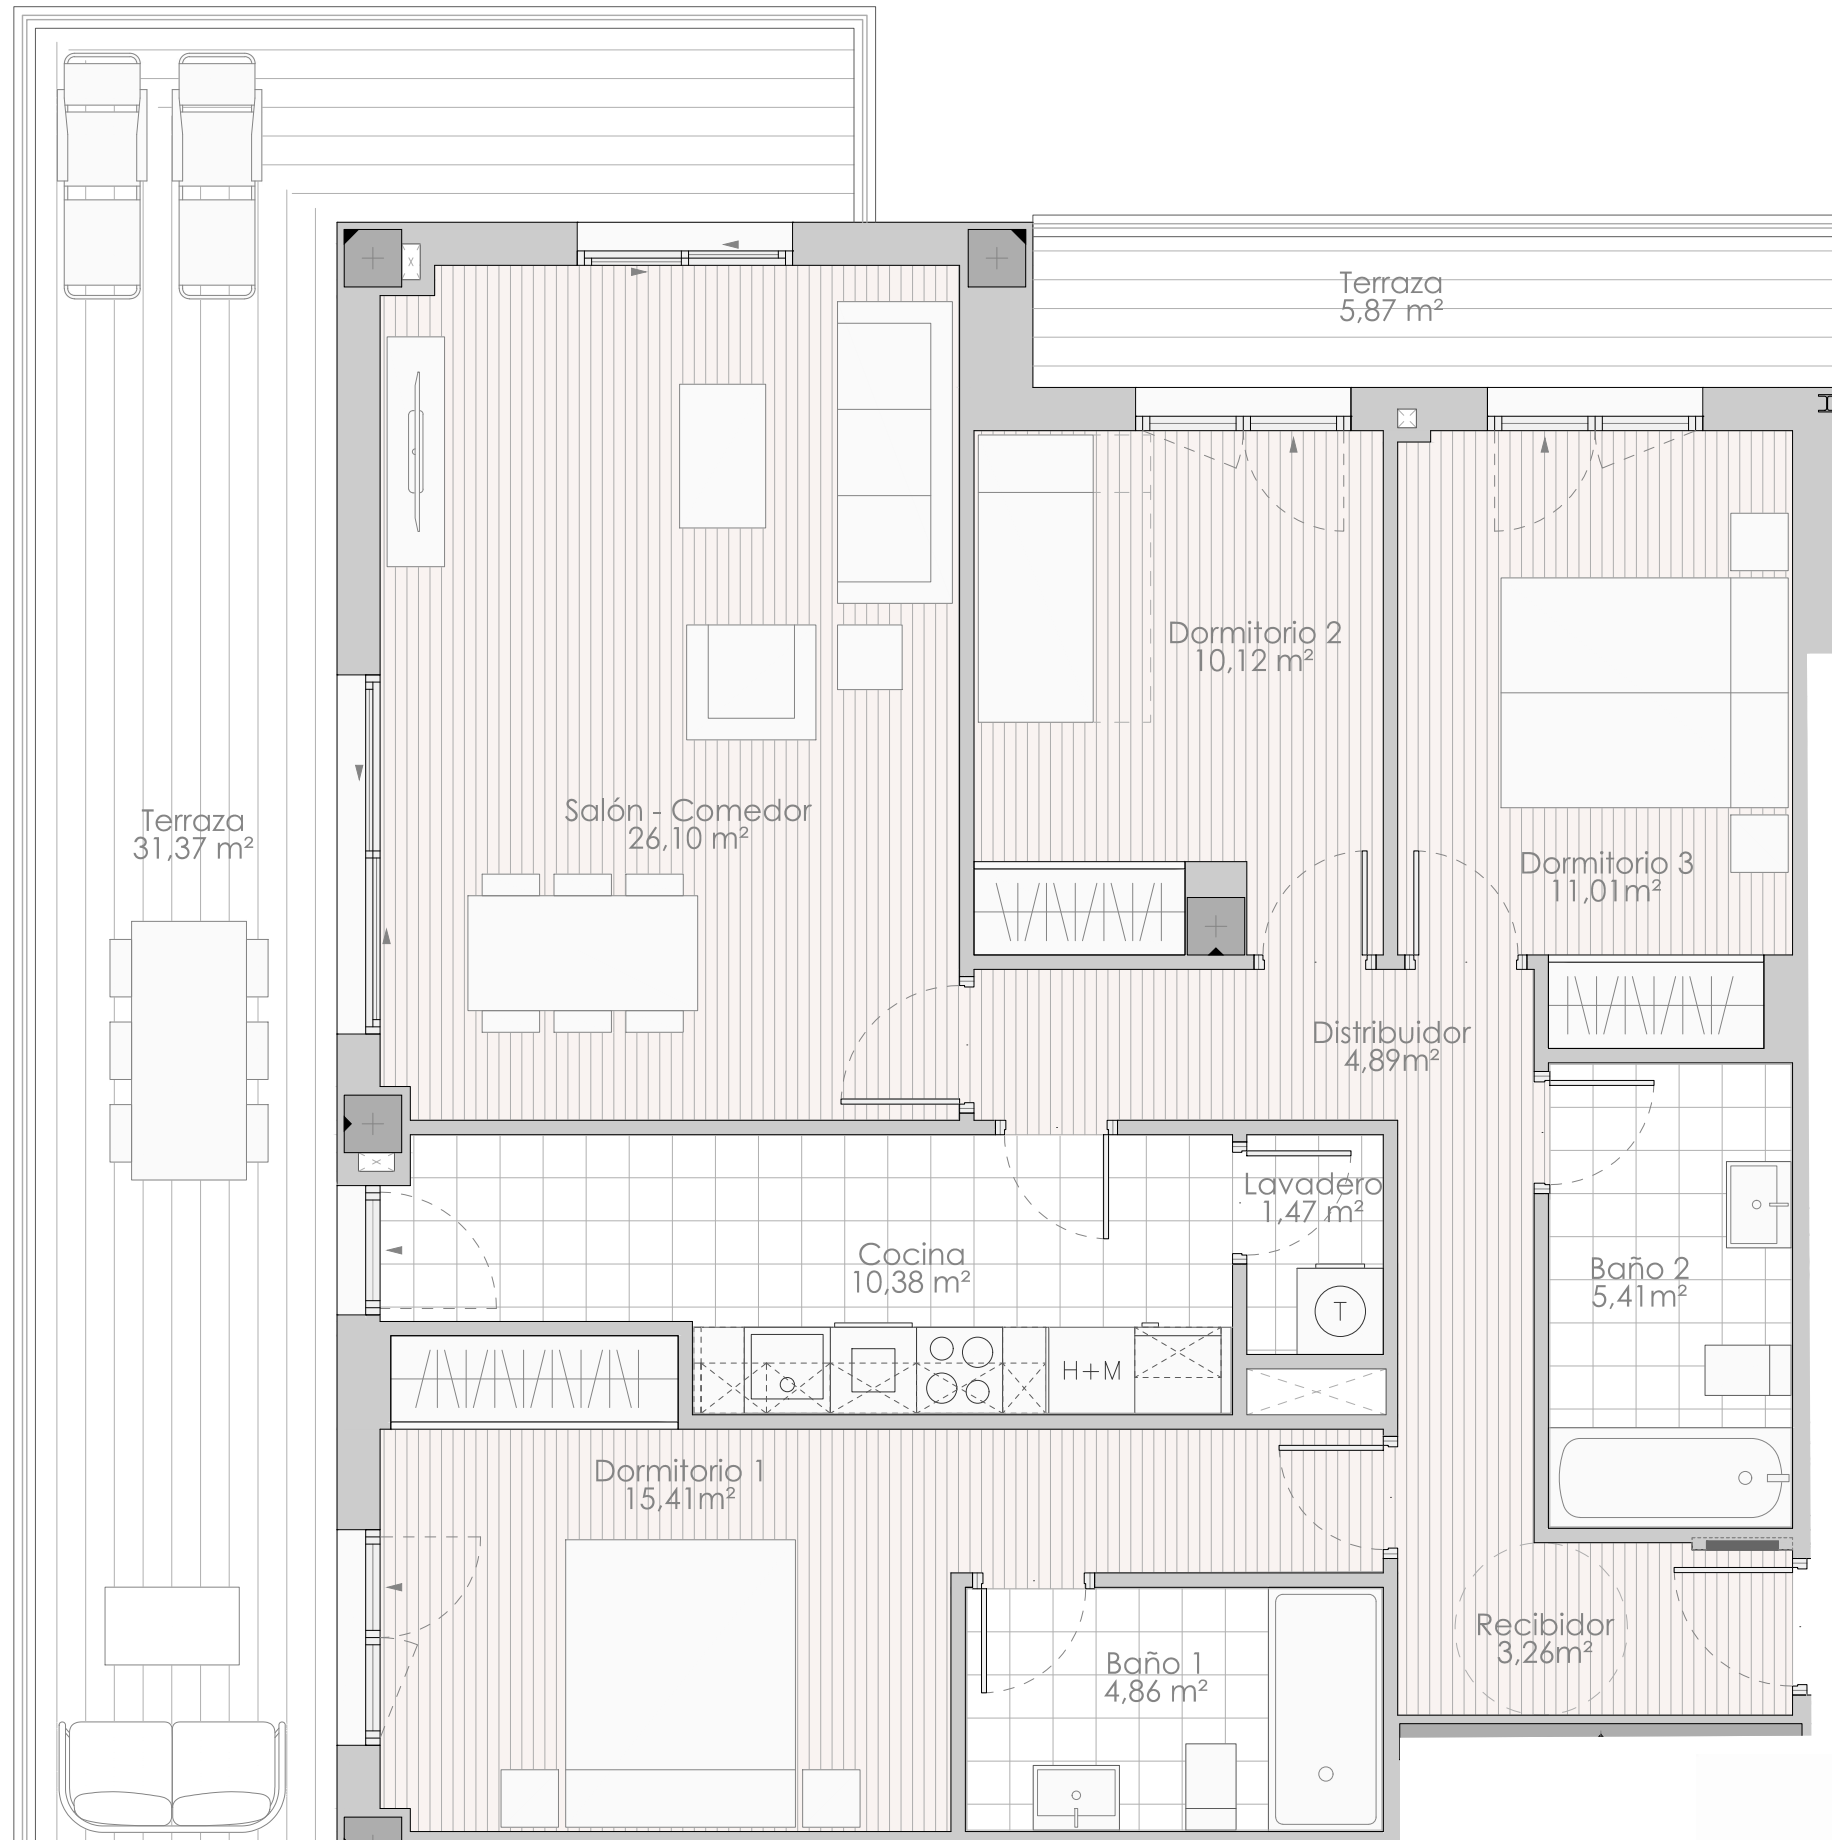 Terraza
5,87 m²
Dormitorio 2
10,12 m²
Salón - Comedor
26,10 m²
Terraza
31,37 m²
Dormitorio 3
11,01m²
Distribuidor
4,89m²
Lavadero
1,47 m²
Cocina
10,38 m²
Baño 2
5,41m²
T
H+M
Dormitorio 1
15,41m²
Recibidor
3,26m²
Baño 1
4,86 m²